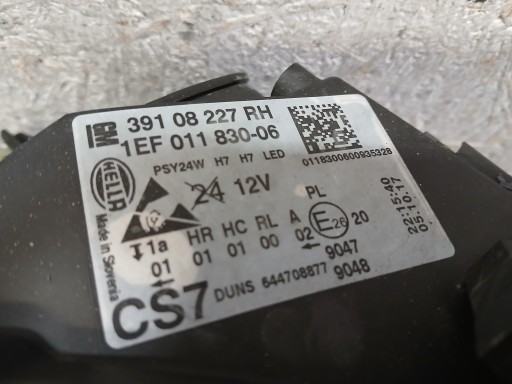 GM 39 108 227 RH
1EF 011 830-06
PSY24W H7 H7 LED
0118300600935328
HELLA
24 12V
Made in Slovenia
PL
1a HR HC RL A E26 20
01 01 01 00 02
9047
9048
CS7 DUNS 644708877
22:15:40
05.10.17